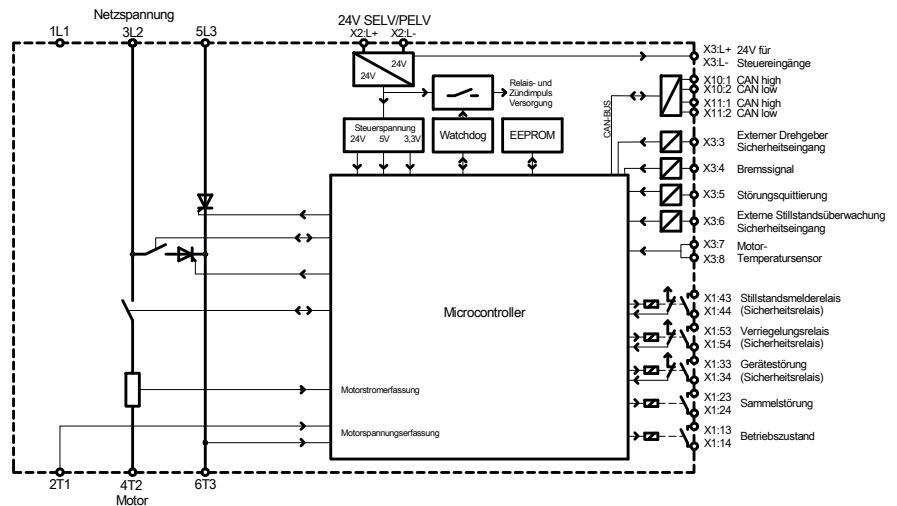 Netzspannung
1L1
3L2
5L3
24V SELV/PELV
X2:L+ X2:L-
24V
24V
X3:L+ 24V für
X3:L- Steuereingänge
Relais- und
Zündimpuls
Versorgung
X10:1 CAN high
X10:2 CAN low
X11:1 CAN high
X11:2 CAN low
CAN-BUS
Steuerspannung
24V 5V 3,3V
Watchdog
EEPROM
X3:3 Externer Drehgeber
Sicherheitseingang
X3:4 Bremssignal
X3:5 Störungsquittierung
X3:6 Externe Stillstandsüberwachung
Sicherheitseingang
X3:7 Motor-
X3:8 Temperatursensor
Microcontroller
X1:43 Stillstandsmelderelais
X1:44 (Sicherheitsrelais)
X1:53 Verriegelungsrelais
X1:54 (Sicherheitsrelais)
X1:33 Gerätestörung
X1:34 (Sicherheitsrelais)
X1:23
X1:24
Sammelstörung
X1:13
X1:14
Betriebszustand
Motorstromerfassung
Motorspannungserfassung
2T1
4T2
6T3
Motor